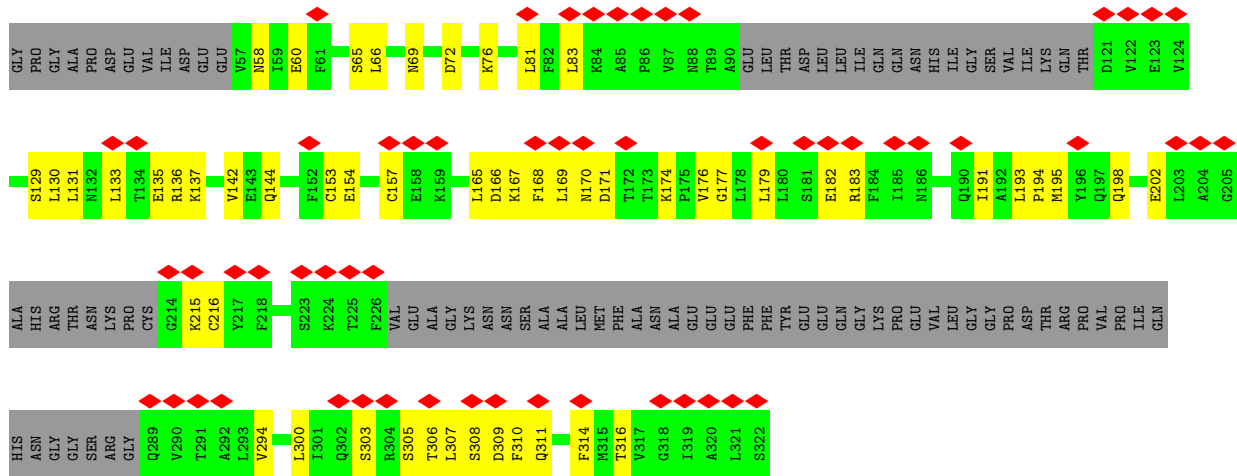 GLY PRO GLY ALA PRO ASP GLU VAL ILE ASP GLU GLU V57 N58 I59 E60 F61 S65 L66 N69 D72 K76 L81 F82 L83 K84 A85 P86 V87 N88 T89 A90 GLU LEU THR ASP LEU LEU ILE GLN GLN ASN HIS ILE GLY SER VAL ILE LYS GLN THR D121 V122 E123 V124
S129 L130 L131 N132 L133 T134 E135 R136 K137 V142 E143 Q144 F152 C153 E154 C157 E158 K159 L165 D166 K167 F168 L169 N170 D171 T172 T173 K174 P175 V176 G177 L178 L179 L180 S181 E182 R183 F184 I185 N186 Q190 I191 A192 L193 P194 M195 Y196 Q197 Q198 E202 L203 A204 G205
ALA HIS ARG THR ASN LYS PRO CYS G214 K215 C216 Y217 F218 S223 K224 T225 F226 VAL GLU ALA GLY LYS ASN ASN SER ALA ALA LEU MET PHE ALA ASN ALA GLU GLU GLU PHE PHE TYR GLU GLU GLN GLY LYS PRO GLU VAL LEU GLY GLY PRO ASP THR ARG PRO VAL PRO ILE GLN
HIS ASN GLY GLY SER ARG GLY Q289 V290 T291 A292 L293 V294 L300 I301 Q302 S303 R304 S305 T306 L307 S308 D309 F310 Q311 F314 M315 T316 V317 G318 I319 A320 L321 S322